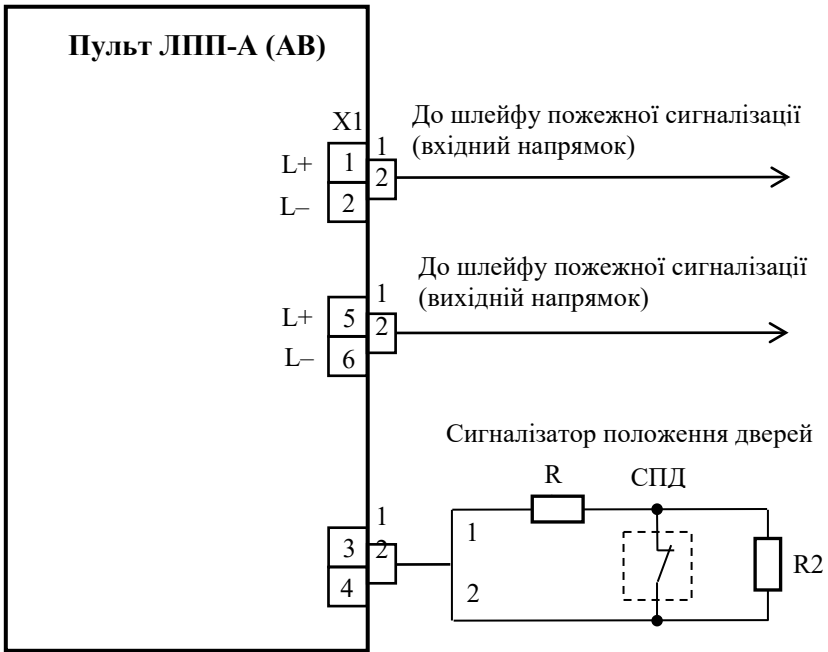 Пульт ЛПП-А (АВ)
X1
До шлейфу пожежної сигналізації
(вхідний напрямок)
L+
1
1
2
L–
2
До шлейфу пожежної сигналізації
(вихідній напрямок)
L+
5
1
2
L–
6
Сигналізатор положення дверей
R
СПД
1
3
2
4
1
2
R2